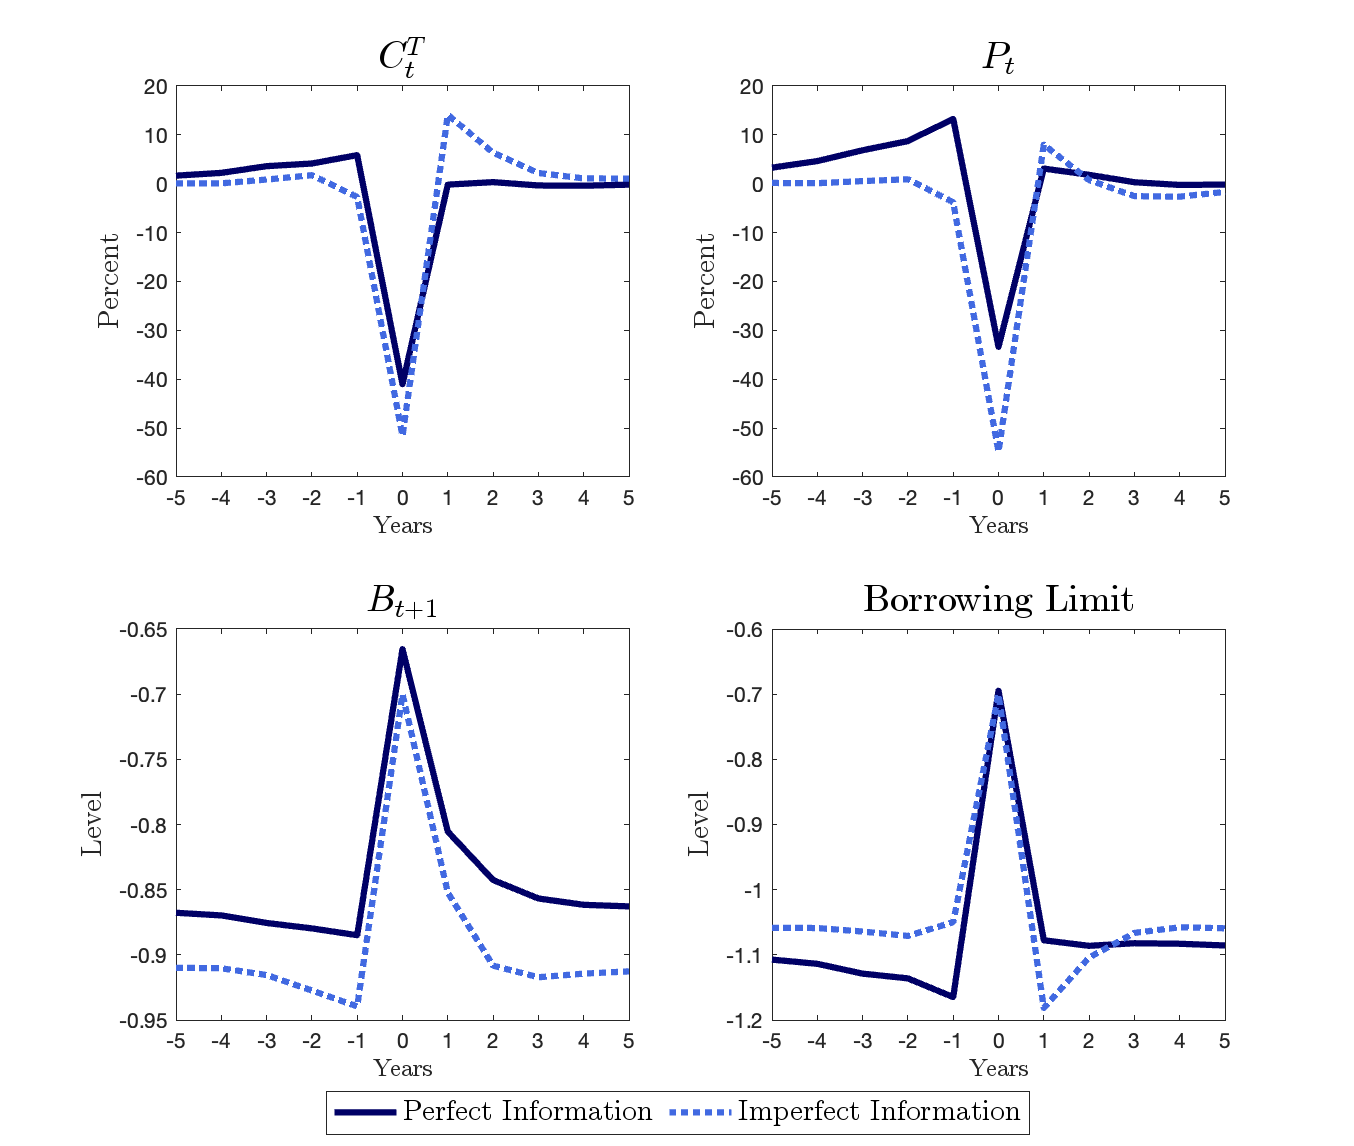 C_t^T
20
10
0
-10
-20
-30
-40
-50
-60
Percent
-5 -4 -3 -2 -1 0 1 2 3 4 5
Years
P_t
20
10
0
-10
-20
-30
-40
-50
-60
Percent
-5 -4 -3 -2 -1 0 1 2 3 4 5
Years
B_{t+1}
-0.65
-0.7
-0.75
-0.8
-0.85
-0.9
-0.95
Level
-5 -4 -3 -2 -1 0 1 2 3 4 5
Years
Borrowing Limit
-0.6
-0.7
-0.8
-0.9
-1
-1.1
-1.2
Level
-5 -4 -3 -2 -1 0 1 2 3 4 5
Years
Perfect Information Imperfect Information